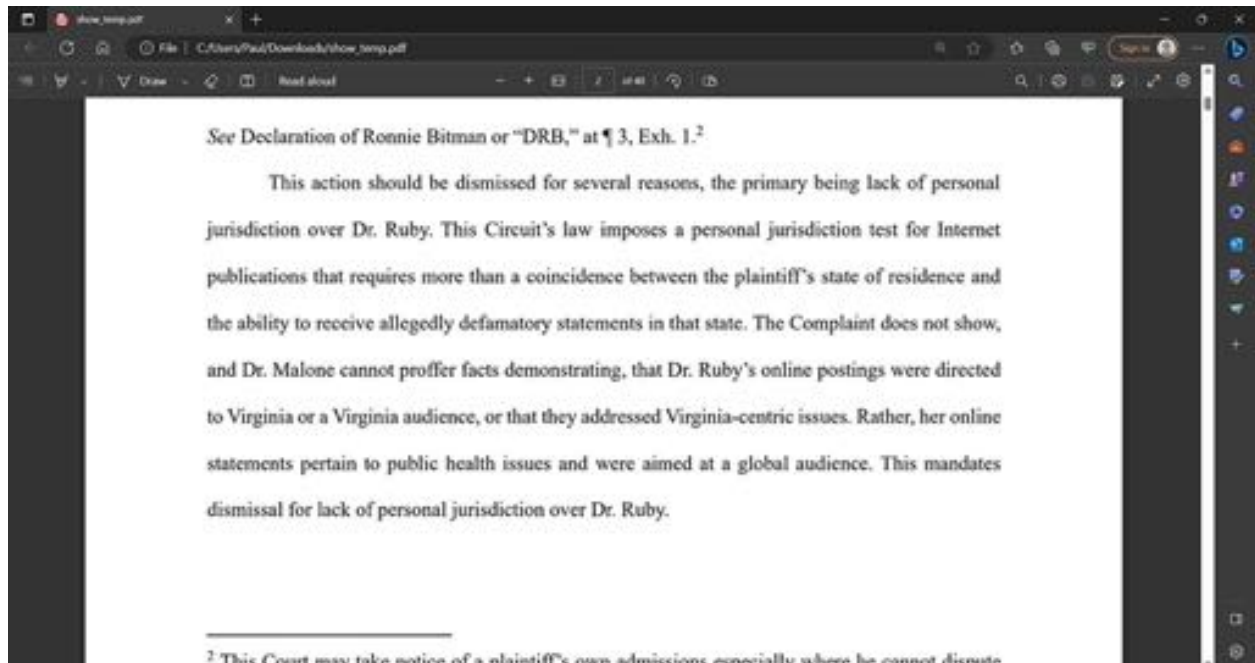 show_temp.pdf
File | C:/Users/Paul/Downloads/show_temp.pdf
Sign in
Draw
Read aloud
2 of 40
See Declaration of Ronnie Bitman or “DRB,” at ¶ 3, Exh. 1.²
This action should be dismissed for several reasons, the primary being lack of personal
jurisdiction over Dr. Ruby. This Circuit’s law imposes a personal jurisdiction test for Internet
publications that requires more than a coincidence between the plaintiff’s state of residence and
the ability to receive allegedly defamatory statements in that state. The Complaint does not show,
and Dr. Malone cannot proffer facts demonstrating, that Dr. Ruby’s online postings were directed
to Virginia or a Virginia audience, or that they addressed Virginia-centric issues. Rather, her online
statements pertain to public health issues and were aimed at a global audience. This mandates
dismissal for lack of personal jurisdiction over Dr. Ruby.
² This Court may take notice of a plaintiff’s own admissions especially where he cannot dispute